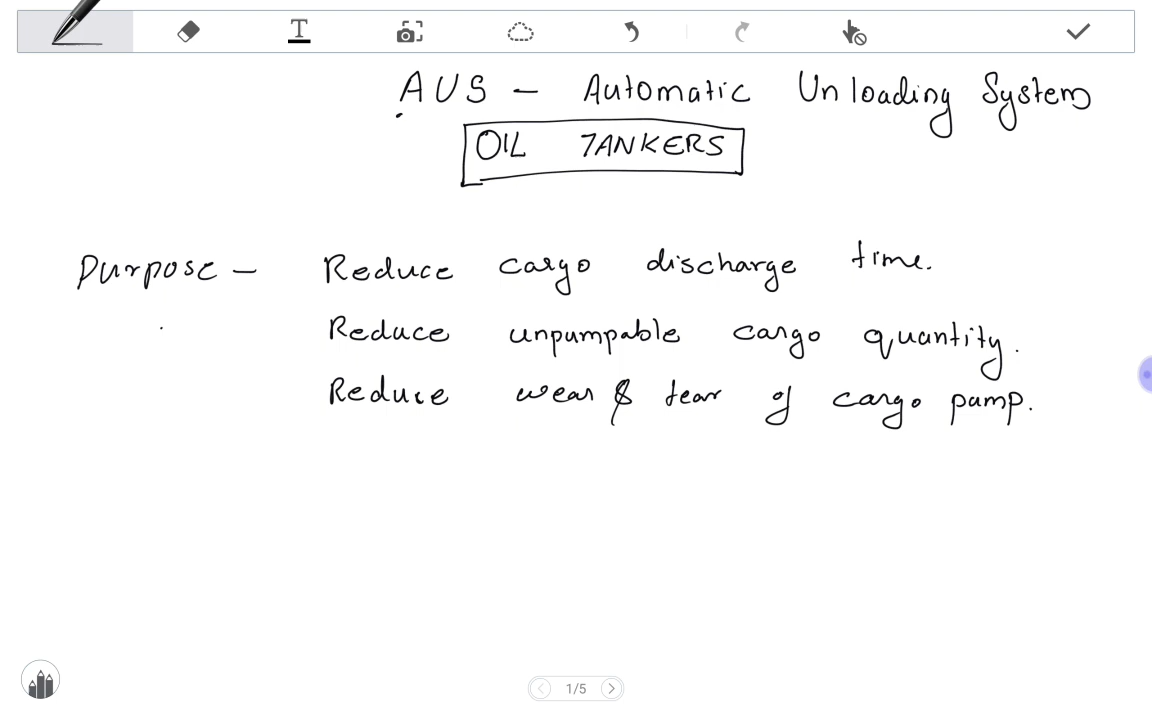 T
AUS - Automatic Unloading System
OIL TANKERS
Purpose - Reduce cargo discharge time.
Reduce unpumpable cargo quantity.
Reduce wear & tear of cargo pump.
1/5